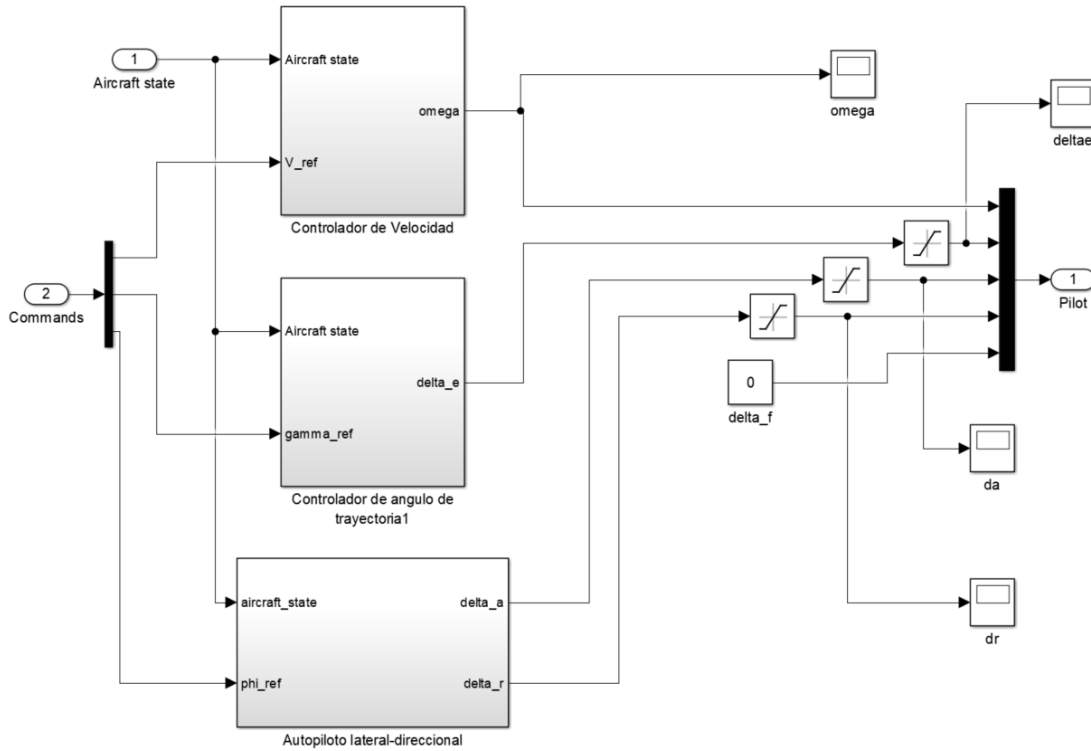 1
Aircraft state
Aircraft state
omega
V_ref
Controlador de Velocidad
omega
deltae
2
Commands
Aircraft state
delta_e
gamma_ref
Controlador de angulo de
trayectoria1
1
Pilot
0
delta_f
da
aircraft_state
delta_a
phi_ref
delta_r
Autopiloto lateral-direccional
dr